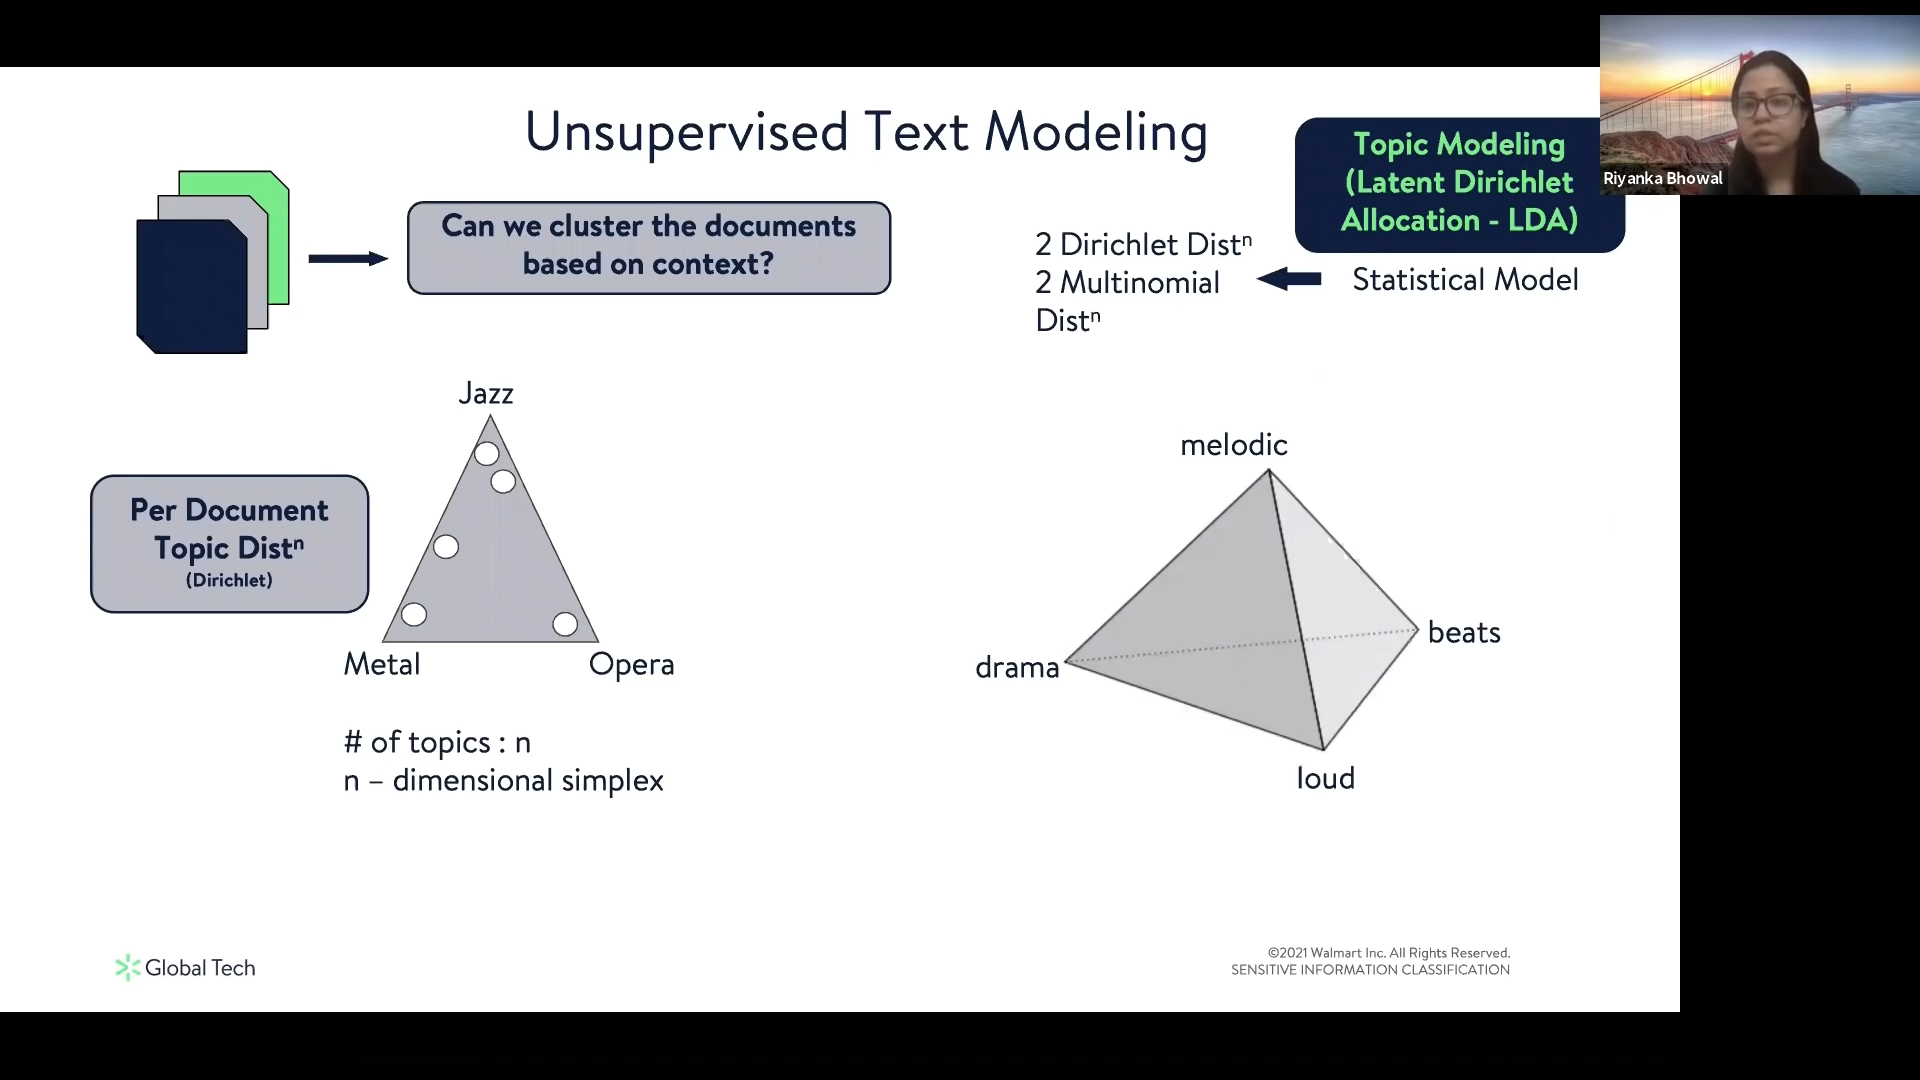 Unsupervised Text Modeling
Topic Modeling
(Latent Dirichlet
Allocation - LDA)
Riyanka Bhowal
Can we cluster the documents
based on context?
2 Dirichlet Distⁿ
2 Multinomial
Distⁿ
Statistical Model
Jazz
Per Document
Topic Distⁿ
(Dirichlet)
Metal
Opera
# of topics : n
n – dimensional simplex
melodic
beats
drama
loud
Global Tech
©2021 Walmart Inc. All Rights Reserved.
SENSITIVE INFORMATION CLASSIFICATION